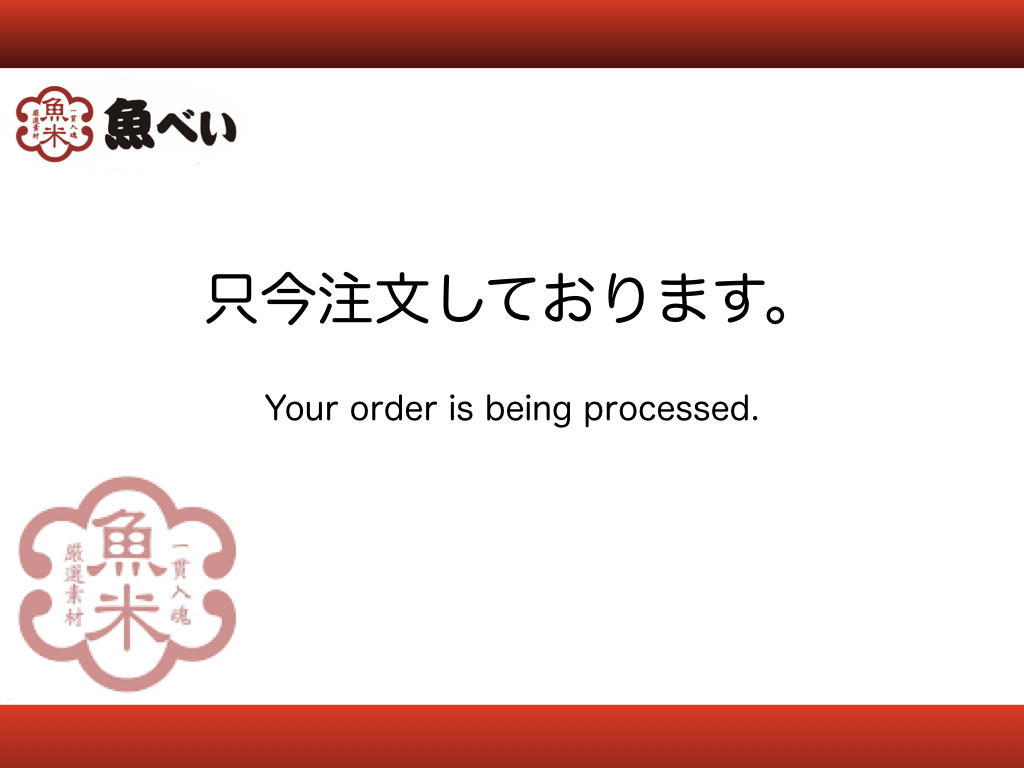 魚米
一貫入魂
厳選素材
魚べい
只今注文しております。
Your order is being processed.
魚米
一貫入魂
厳選素材